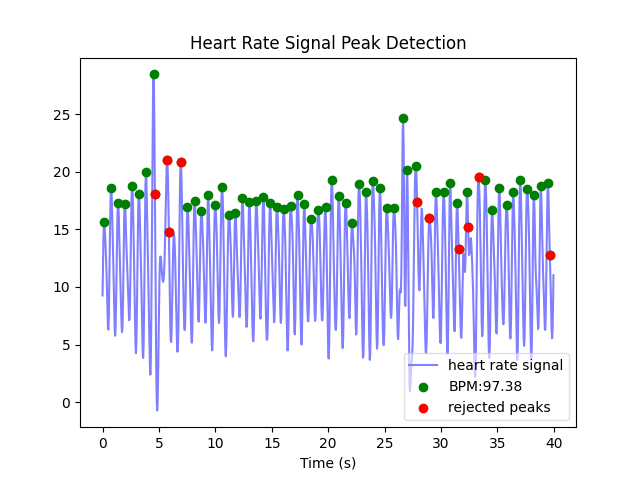 Heart Rate Signal Peak Detection
25
20
15
10
5
0
heart rate signal
BPM:97.38
rejected peaks
0 5 10 15 20 25 30 35 40
Time (s)